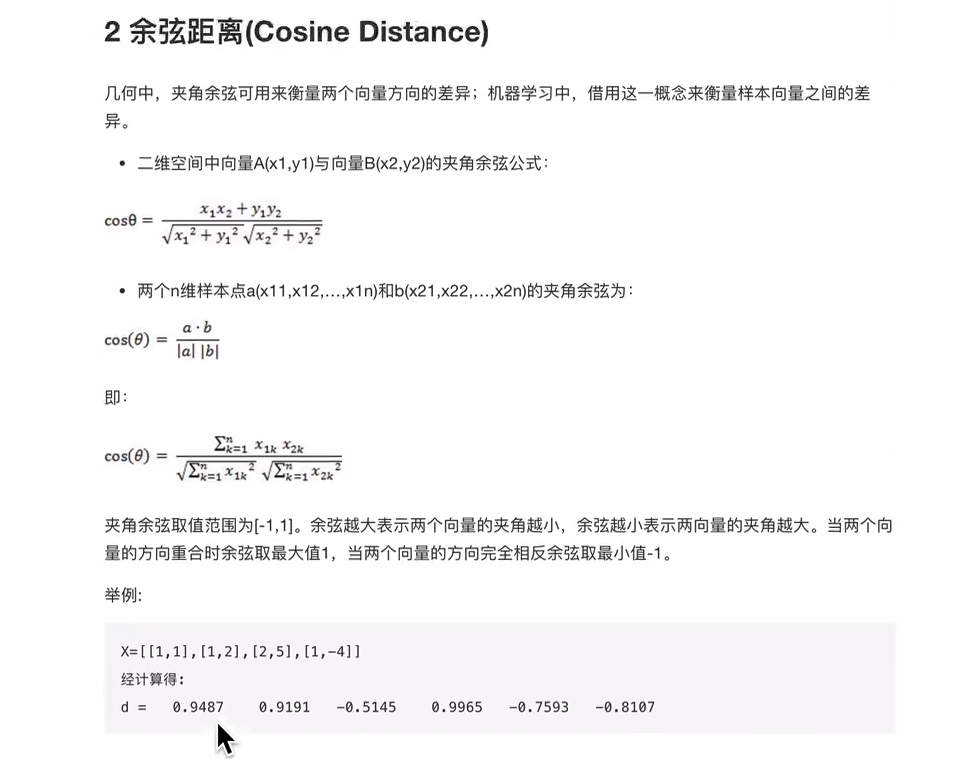 2 余弦距离(Cosine Distance)
几何中，夹角余弦可用来衡量两个向量方向的差异；机器学习中，借用这一概念来衡量样本向量之间的差
异。
• 二维空间中向量A(x1,y1)与向量B(x2,y2)的夹角余弦公式：
cosθ = \frac{x_1x_2 + y_1y_2}{\sqrt{x_1^2 + y_1^2}\sqrt{x_2^2 + y_2^2}}
• 两个n维样本点a(x11,x12,…,x1n)和b(x21,x22,…,x2n)的夹角余弦为：
cos(θ) = \frac{a · b}{|a| |b|}
即：
cos(θ) = \frac{\sum_{k=1}^{n} x_{1k} x_{2k}}{\sqrt{\sum_{k=1}^{n} x_{1k}^2} \sqrt{\sum_{k=1}^{n} x_{2k}^2}}
夹角余弦取值范围为[-1,1]。余弦越大表示两个向量的夹角越小，余弦越小表示两向量的夹角越大。当两个向
量的方向重合时余弦取最大值1，当两个向量的方向完全相反余弦取最小值-1。
举例:
X=[[1,1],[1,2],[2,5],[1,-4]]
经计算得:
d = 0.9487 0.9191 -0.5145 0.9965 -0.7593 -0.8107